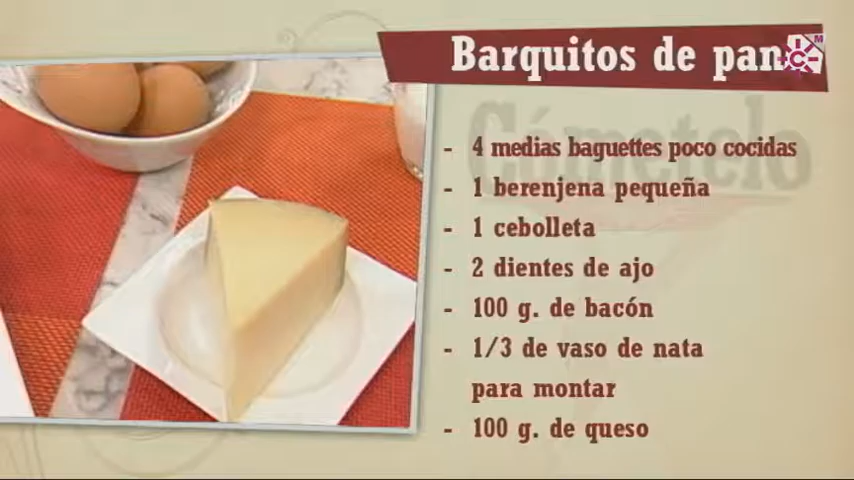 Barquitos de pan
Cómetelo
- 4 medias baguettes poco cocidas
- 1 berenjena pequeña
- 1 cebolleta
- 2 dientes de ajo
- 100 g. de bacón
- 1/3 de vaso de nata
para montar
- 100 g. de queso